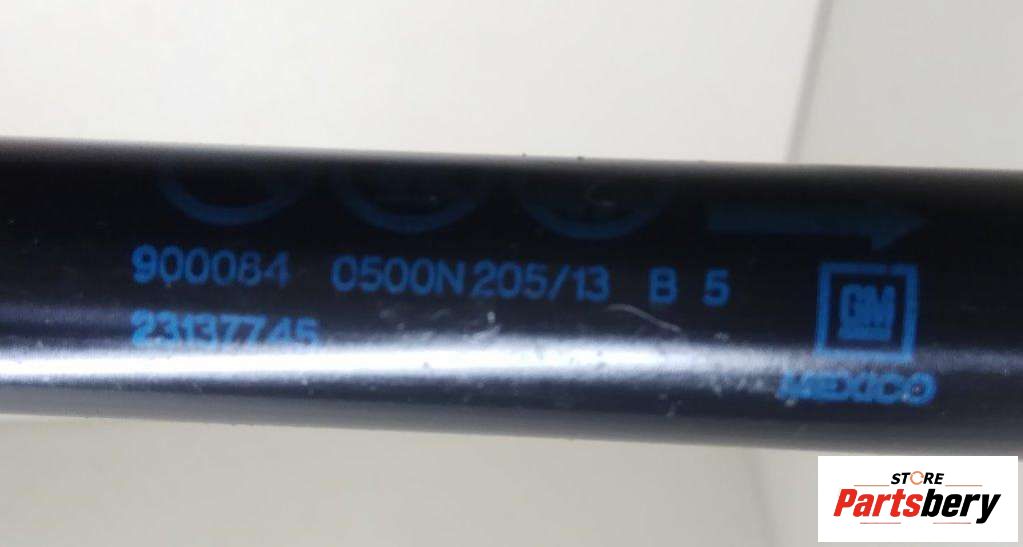 900084 0500N 205/13 B 5
GM
23137745
MEXICO
STORE
Partsbery